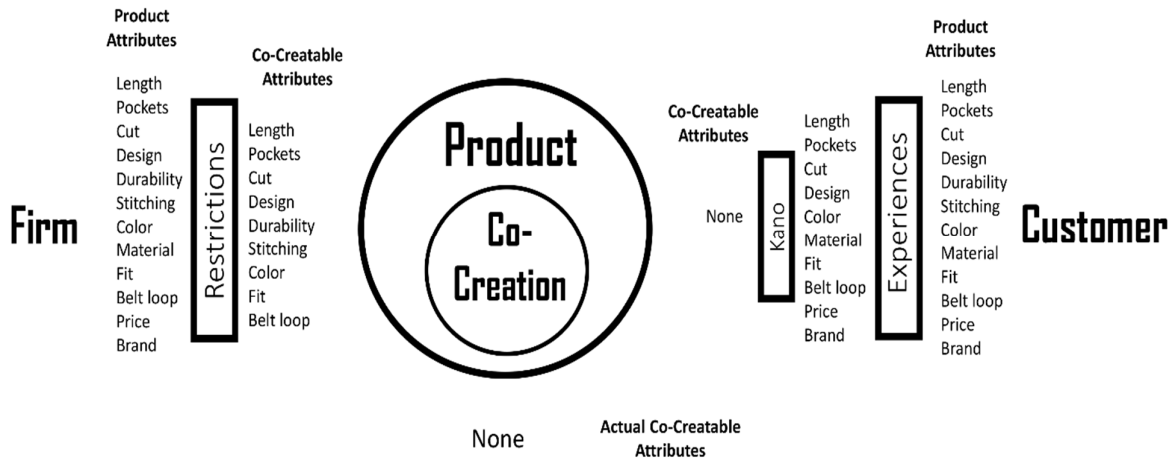 Product
Attributes
Length
Pockets
Cut
Design
Durability
Stitching
Color
Material
Fit
Belt loop
Price
Brand
Firm
Restrictions
Co-Creatable
Attributes
Length
Pockets
Cut
Design
Durability
Stitching
Color
Fit
Belt loop
Product
Co-
Creation
None
Actual Co-Creatable
Attributes
Co-Creatable
Attributes
None
Kano
Length
Pockets
Cut
Design
Color
Material
Fit
Belt loop
Price
Brand
Experiences
Product
Attributes
Length
Pockets
Cut
Design
Durability
Stitching
Color
Material
Fit
Belt loop
Price
Brand
Customer